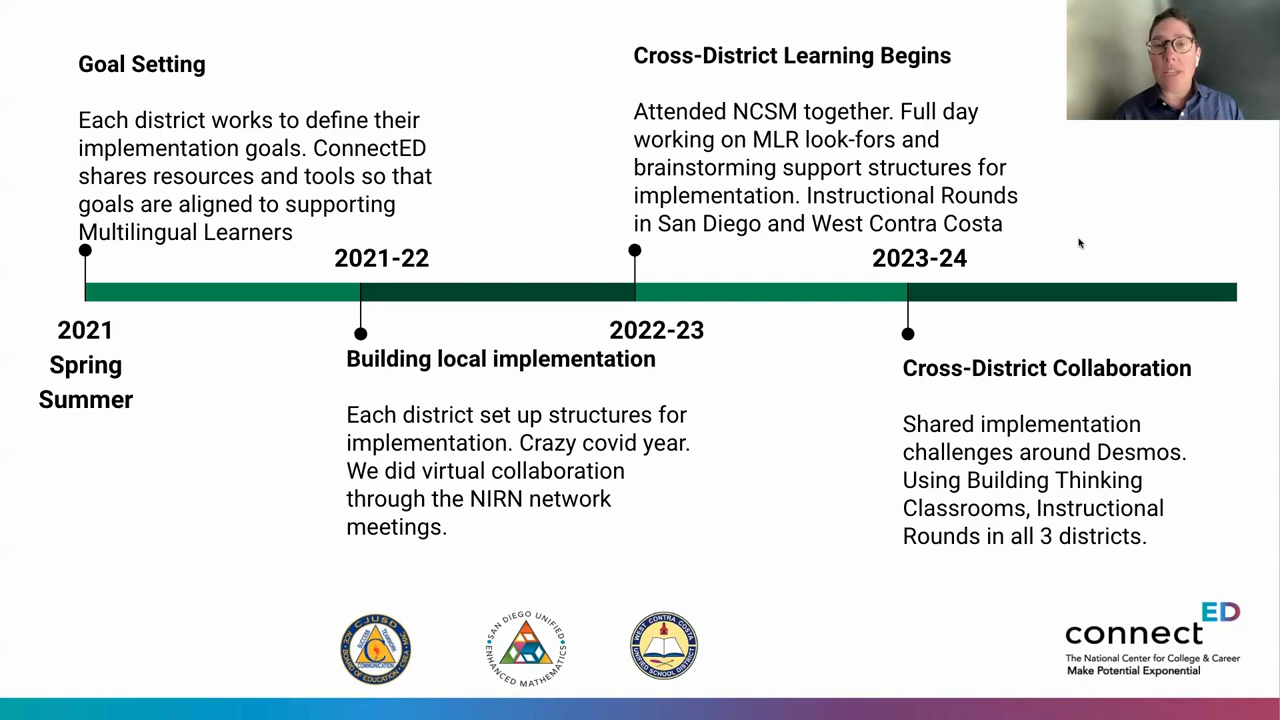 Goal Setting
Each district works to define their
implementation goals. ConnectED
shares resources and tools so that
goals are aligned to supporting
Multilingual Learners
Cross-District Learning Begins
Attended NCSM together. Full day
working on MLR look-fors and
brainstorming support structures for
implementation. Instructional Rounds
in San Diego and West Contra Costa
2021-22
2023-24
2021
Spring
Summer
2022-23
Building local implementation
Each district set up structures for
implementation. Crazy covid year.
We did virtual collaboration
through the NIRN network
meetings.
Cross-District Collaboration
Shared implementation
challenges around Desmos.
Using Building Thinking
Classrooms, Instructional
Rounds in all 3 districts.
CJUSD
BOARD OF EDUCATION
COMMUNICATION
SAN DIEGO UNIFIED
ENHANCED MATHEMATICS
WEST CONTRA COSTA
UNIFIED SCHOOL DISTRICT
connectED
The National Center for College & Career
Make Potential Exponential